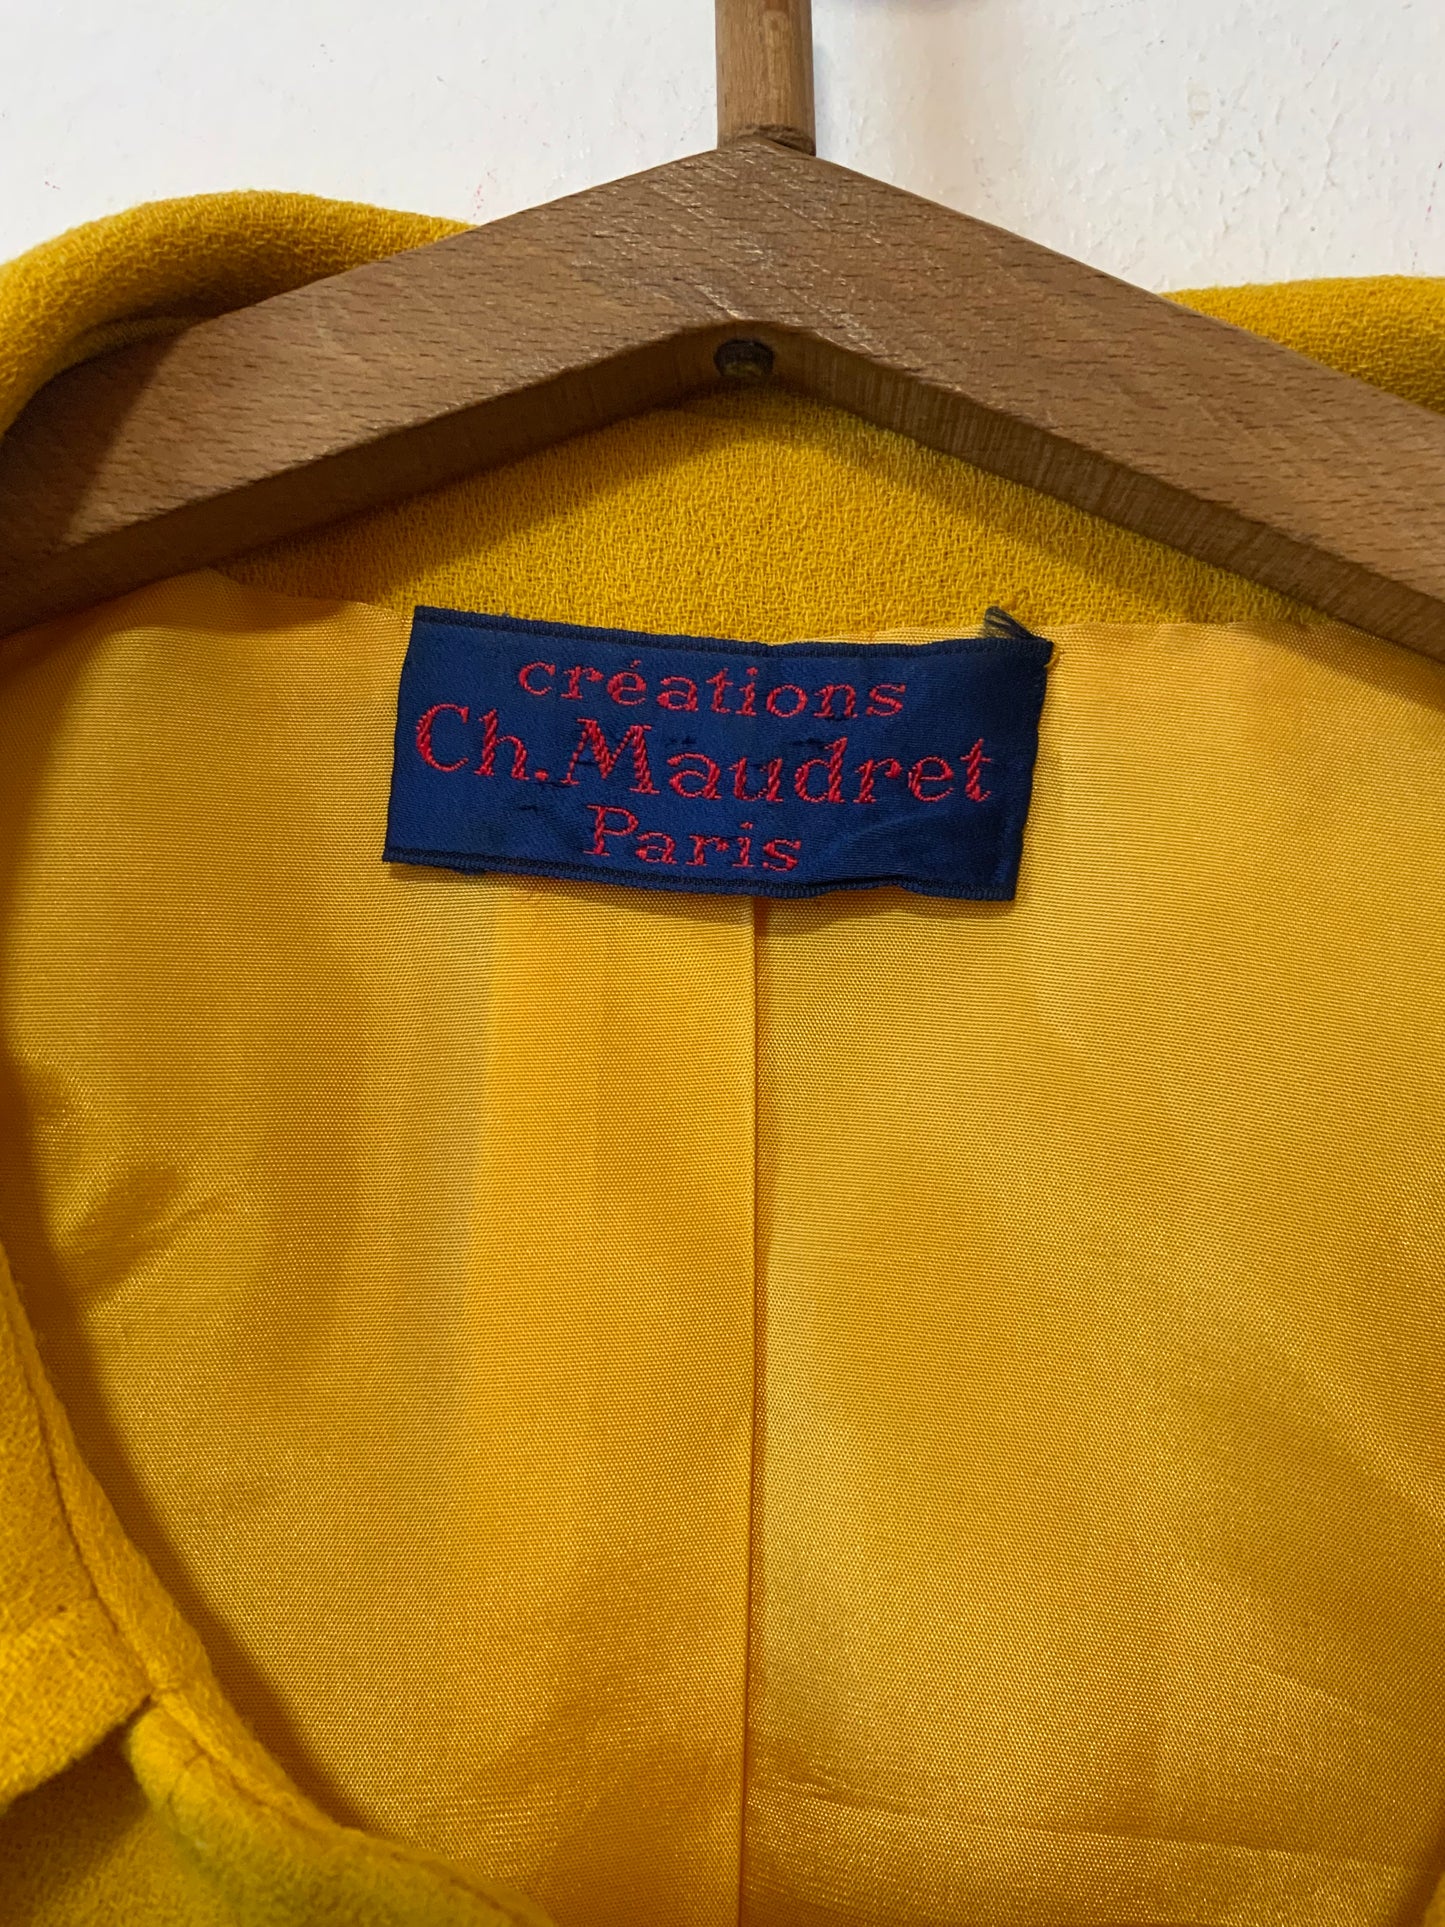 créations
Ch. Maudret
Paris